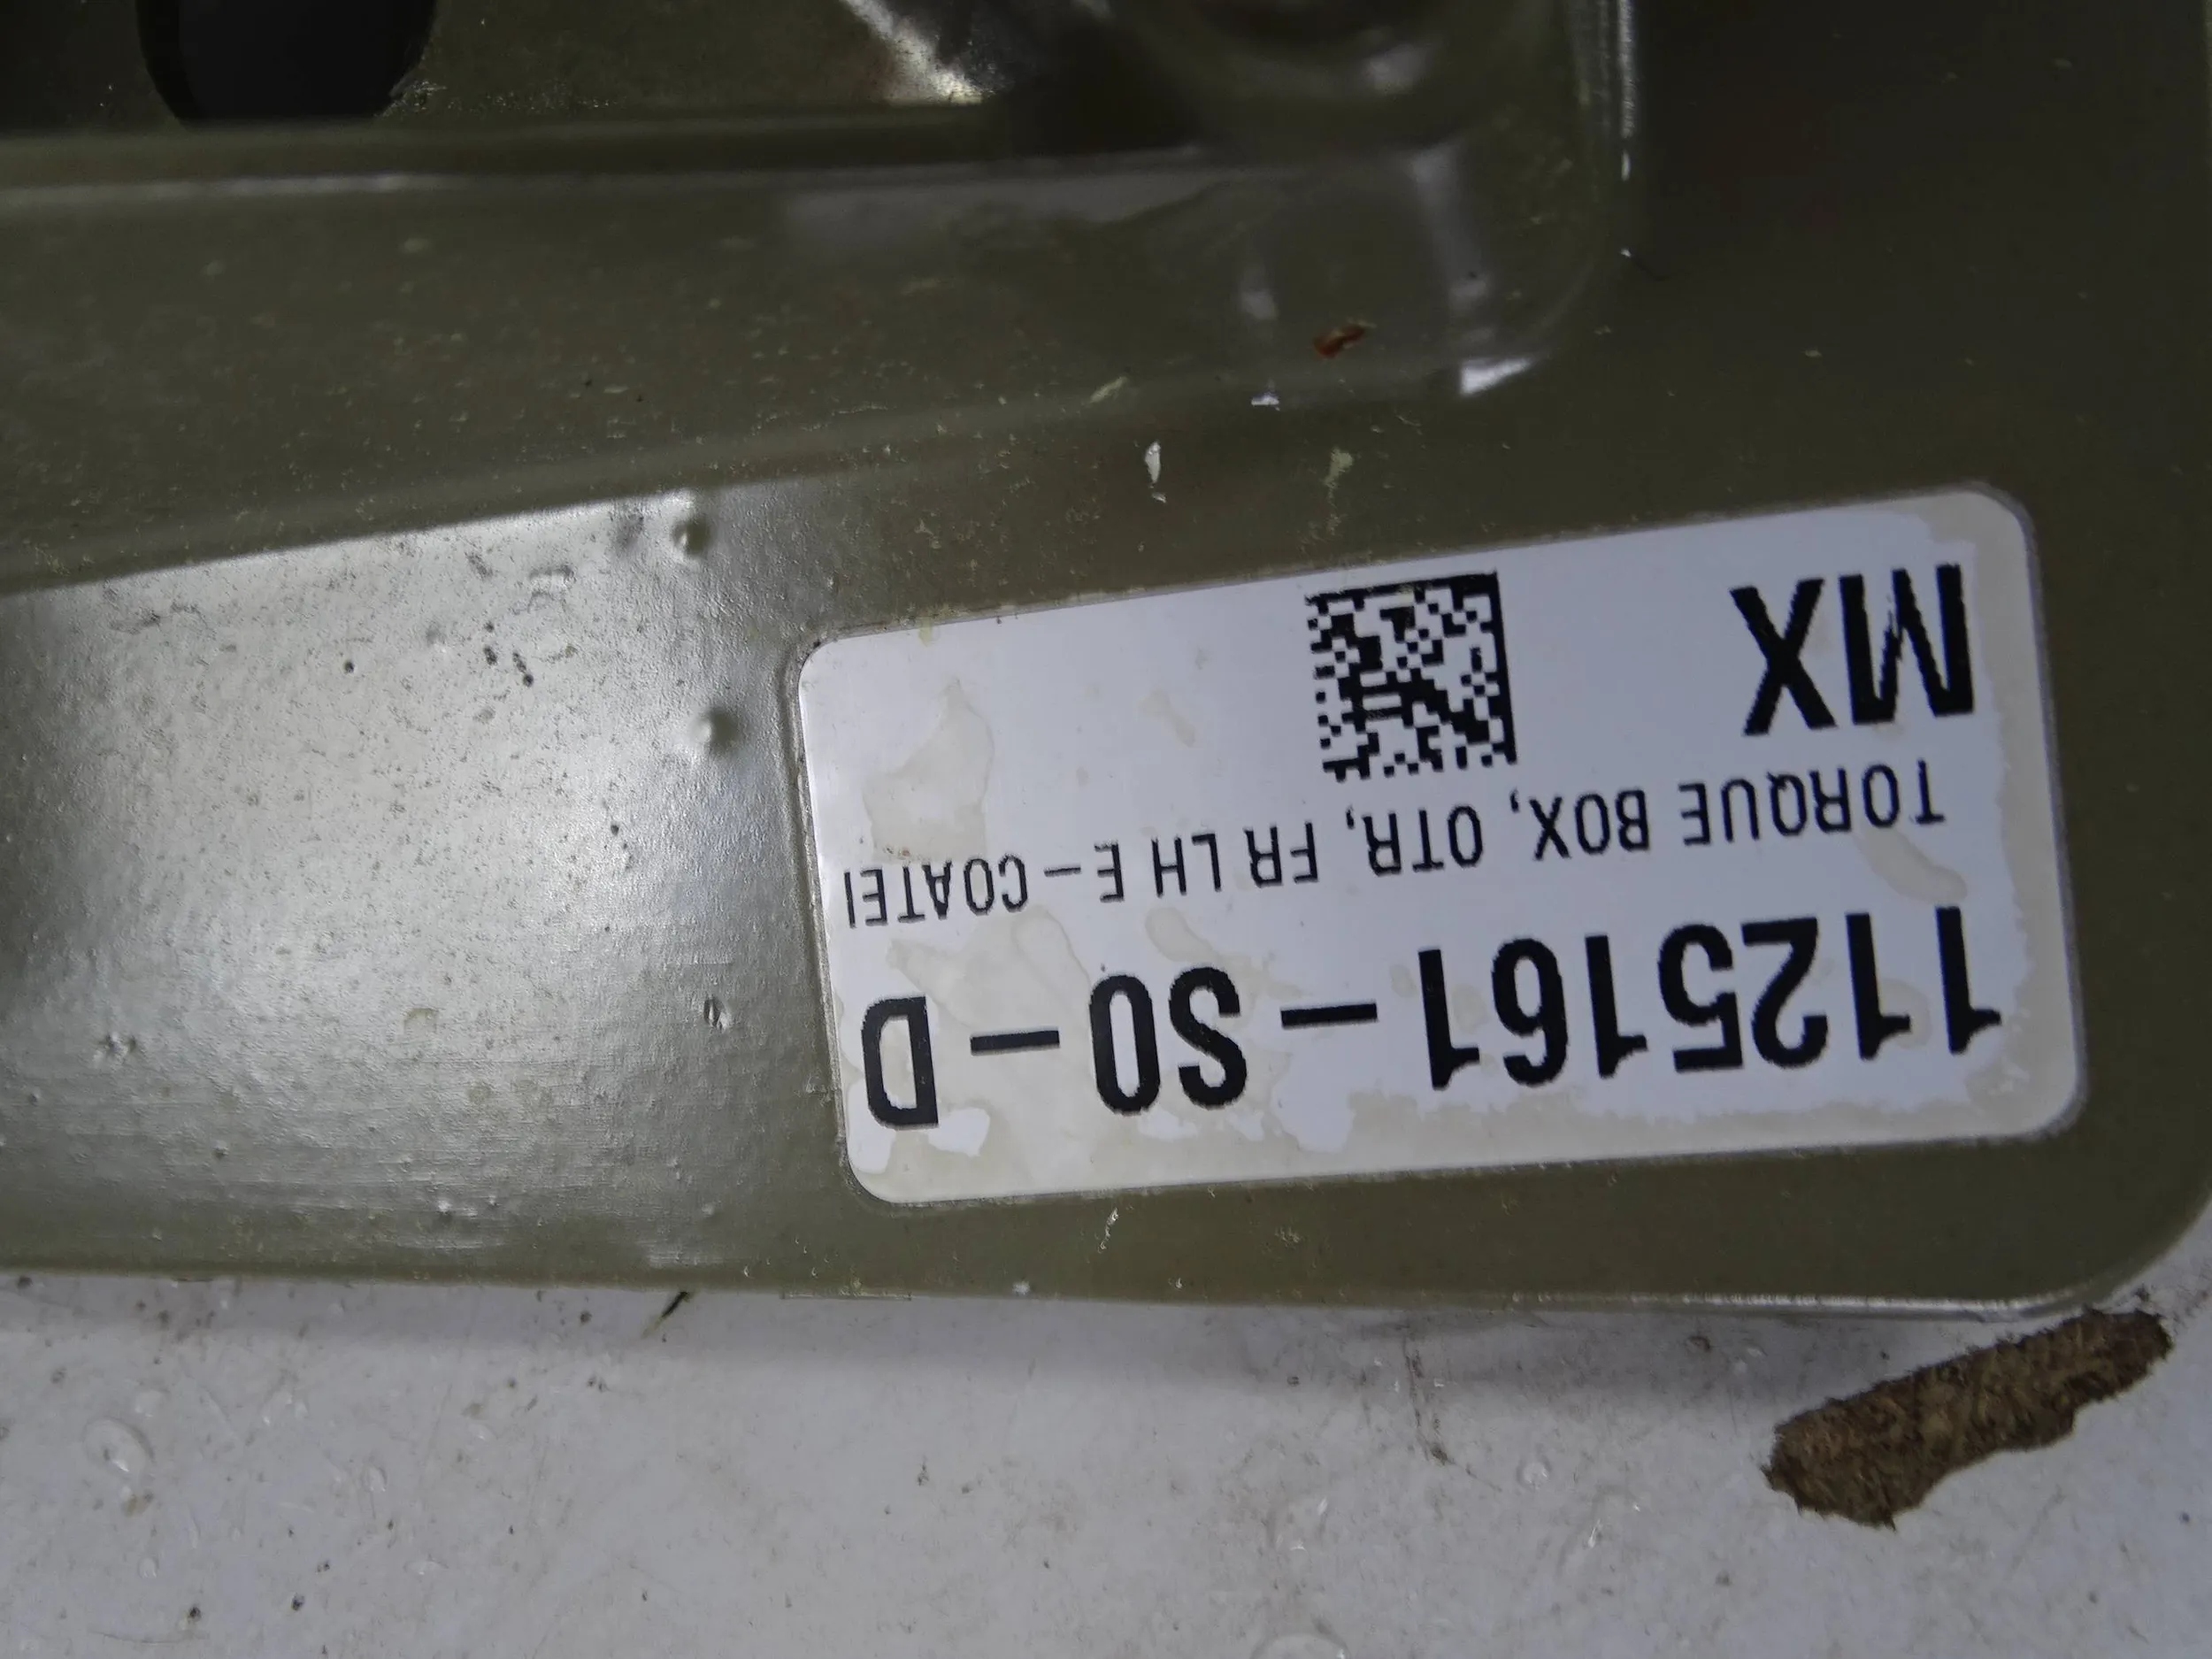 1125161-S0-D
TORQUE BOX, OTR, FR LH E-COATEI
MX